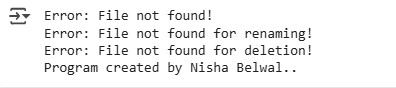 Error: File not found!
Error: File not found for renaming!
Error: File not found for deletion!
Program created by Nisha Belwal..